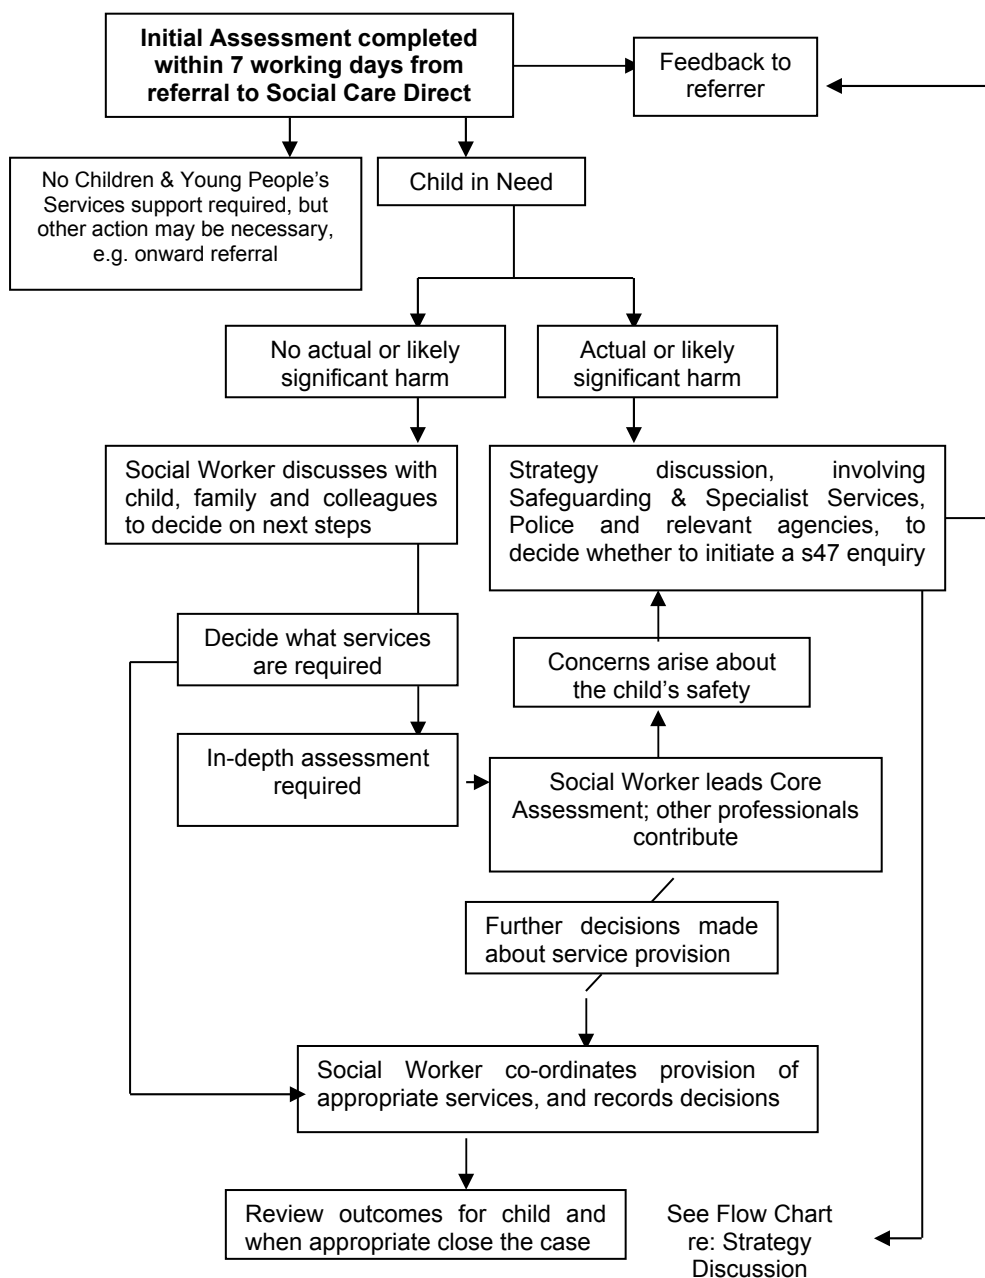 Initial Assessment completed
within 7 working days from
referral to Social Care Direct
Feedback to
referrer
No Children & Young People’s
Services support required, but
other action may be necessary,
e.g. onward referral
Child in Need
No actual or likely
significant harm
Actual or likely
significant harm
Social Worker discusses with
child, family and colleagues
to decide on next steps
Strategy discussion, involving
Safeguarding & Specialist Services,
Police and relevant agencies, to
decide whether to initiate a s47 enquiry
Decide what services
are required
Concerns arise about
the child’s safety
In-depth assessment
required
Social Worker leads Core
Assessment; other professionals
contribute
Further decisions made
about service provision
Social Worker co-ordinates provision of
appropriate services, and records decisions
Review outcomes for child and
when appropriate close the case
See Flow Chart
re: Strategy
Discussion